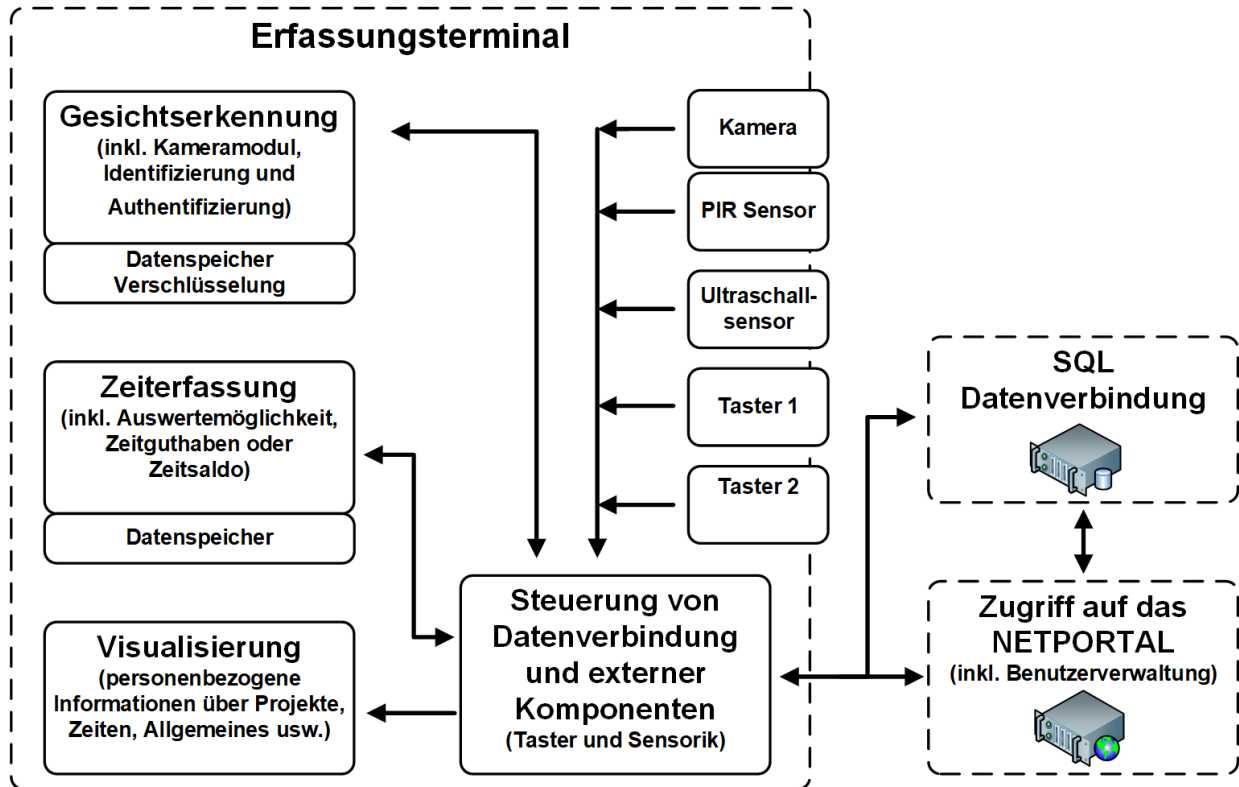 Erfassungsterminal
Gesichtserkennung
(inkl. Kameramodul,
Identifizierung und
Authentifizierung)
Datenspeicher
Verschlüsselung
Zeiterfassung
(inkl. Auswertemöglichkeit,
Zeitguthaben oder
Zeitsaldo)
Datenspeicher
Visualisierung
(personenbezogene
Informationen über Projekte,
Zeiten, Allgemeines usw.)
Kamera
PIR Sensor
Ultraschall-
sensor
Taster 1
Taster 2
Steuerung von
Datenverbindung
und externer
Komponenten
(Taster und Sensorik)
SQL
Datenverbindung
Zugriff auf das
NETPORTAL
(inkl. Benutzerverwaltung)